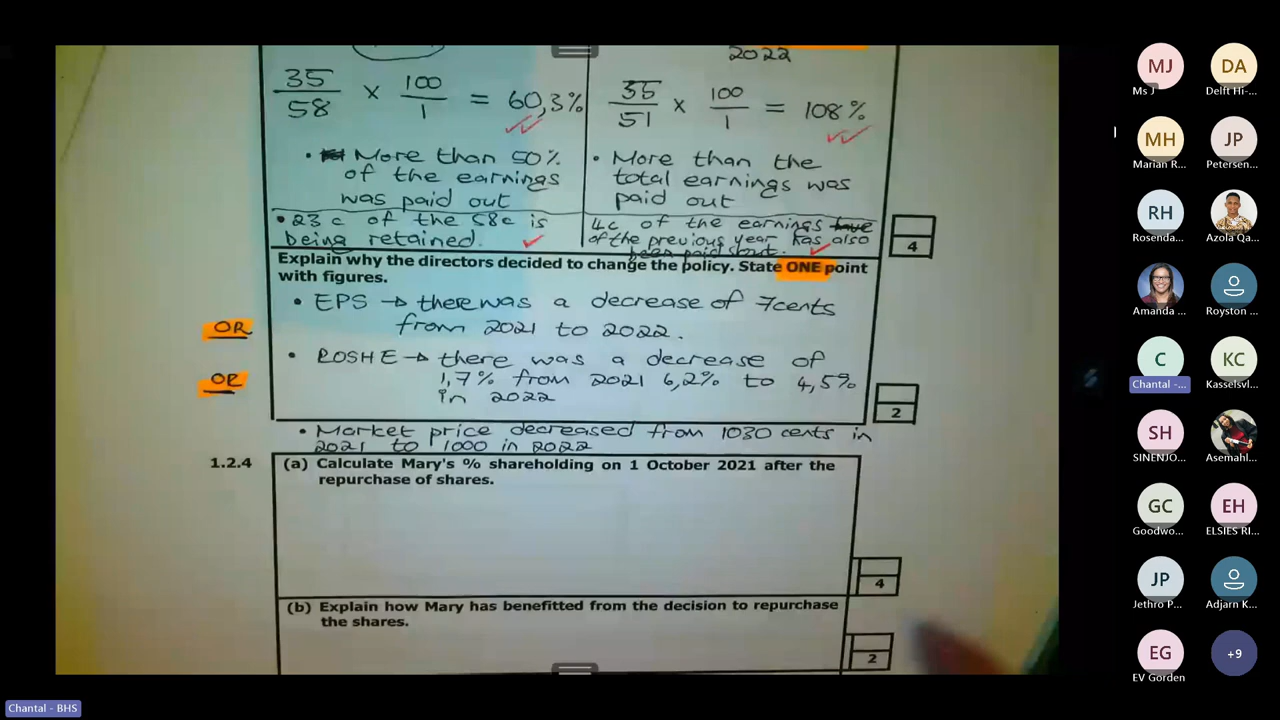 2022
35/58 × 100/1 = 60,3%
• More than 50%
of the earnings
was paid out
• 23 c of the 58c is
being retained.
35/51 × 100/1 = 108%
• More than the
total earnings was
paid out
4c of the earnings
of the previous year has also
been paid
4
Explain why the directors decided to change the policy. State ONE point
with figures.
• EPS → there was a decrease of 7cents
from 2021 to 2022.
OR
• ROSHE → there was a decrease of
1,7% from 2021 6,2% to 4,5%
in 2022
OR
2
• Market price decreased from 1030 cents in
2021 to 1000 in 2022
1.2.4
(a) Calculate Mary's % shareholding on 1 October 2021 after the
repurchase of shares.
4
(b) Explain how Mary has benefitted from the decision to repurchase
the shares.
2
MJ
Ms J
DA
Delft Hi-...
MH
Marian R...
JP
Petersen...
RH
Rosenda...
Azola Qa...
Amanda ...
Royston ...
C
Chantal -...
KC
Kasselsvl...
SH
SINENJO...
Asemahl...
GC
Goodwo...
EH
ELSIES RI...
JP
Jethro P...
Adjarn K...
EG
EV Gorden
+9
Chantal - BHS